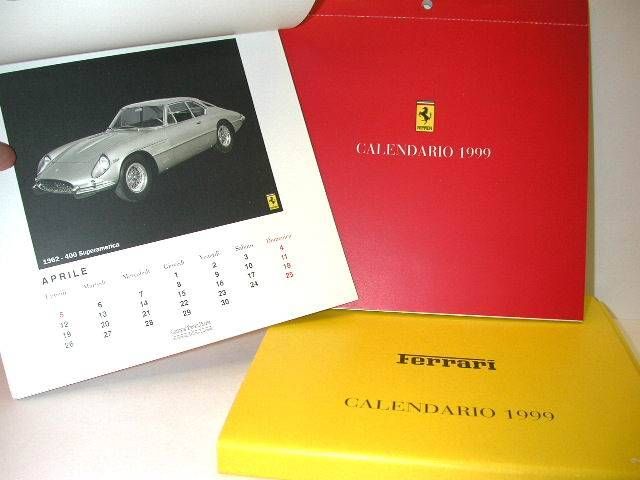 1962 - 400 Superamerica
APRILE
Lunedì Martedì Mercoledì Giovedì Venerdì Sabato Domenica
1 2 3 4
5 6 7 8 9 10 11
12 13 14 15 16 17 18
19 20 21 22 23 24 25
26 27 28 29 30
FERRARI
CALENDARIO 1999
Ferrari
CALENDARIO 1999